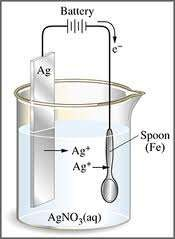 Battery
e⁻
Ag
Spoon
(Fe)
Ag⁺
Ag⁺
AgNO₃(aq)